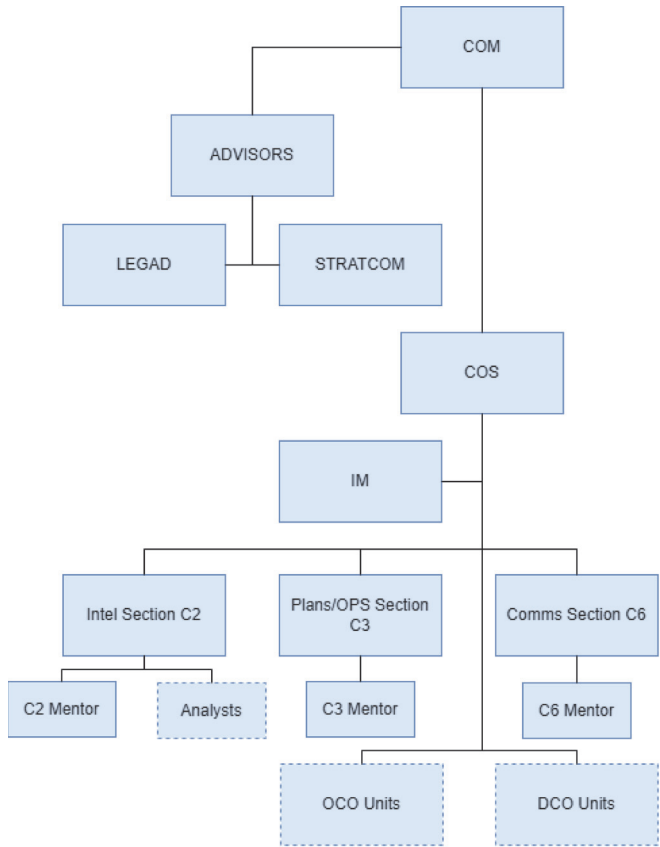 COM
ADVISORS
LEGAD
STRATCOM
COS
IM
Intel Section C2
Plans/OPS Section
C3
Comms Section C6
C2 Mentor
Analysts
C3 Mentor
C6 Mentor
OCO Units
DCO Units